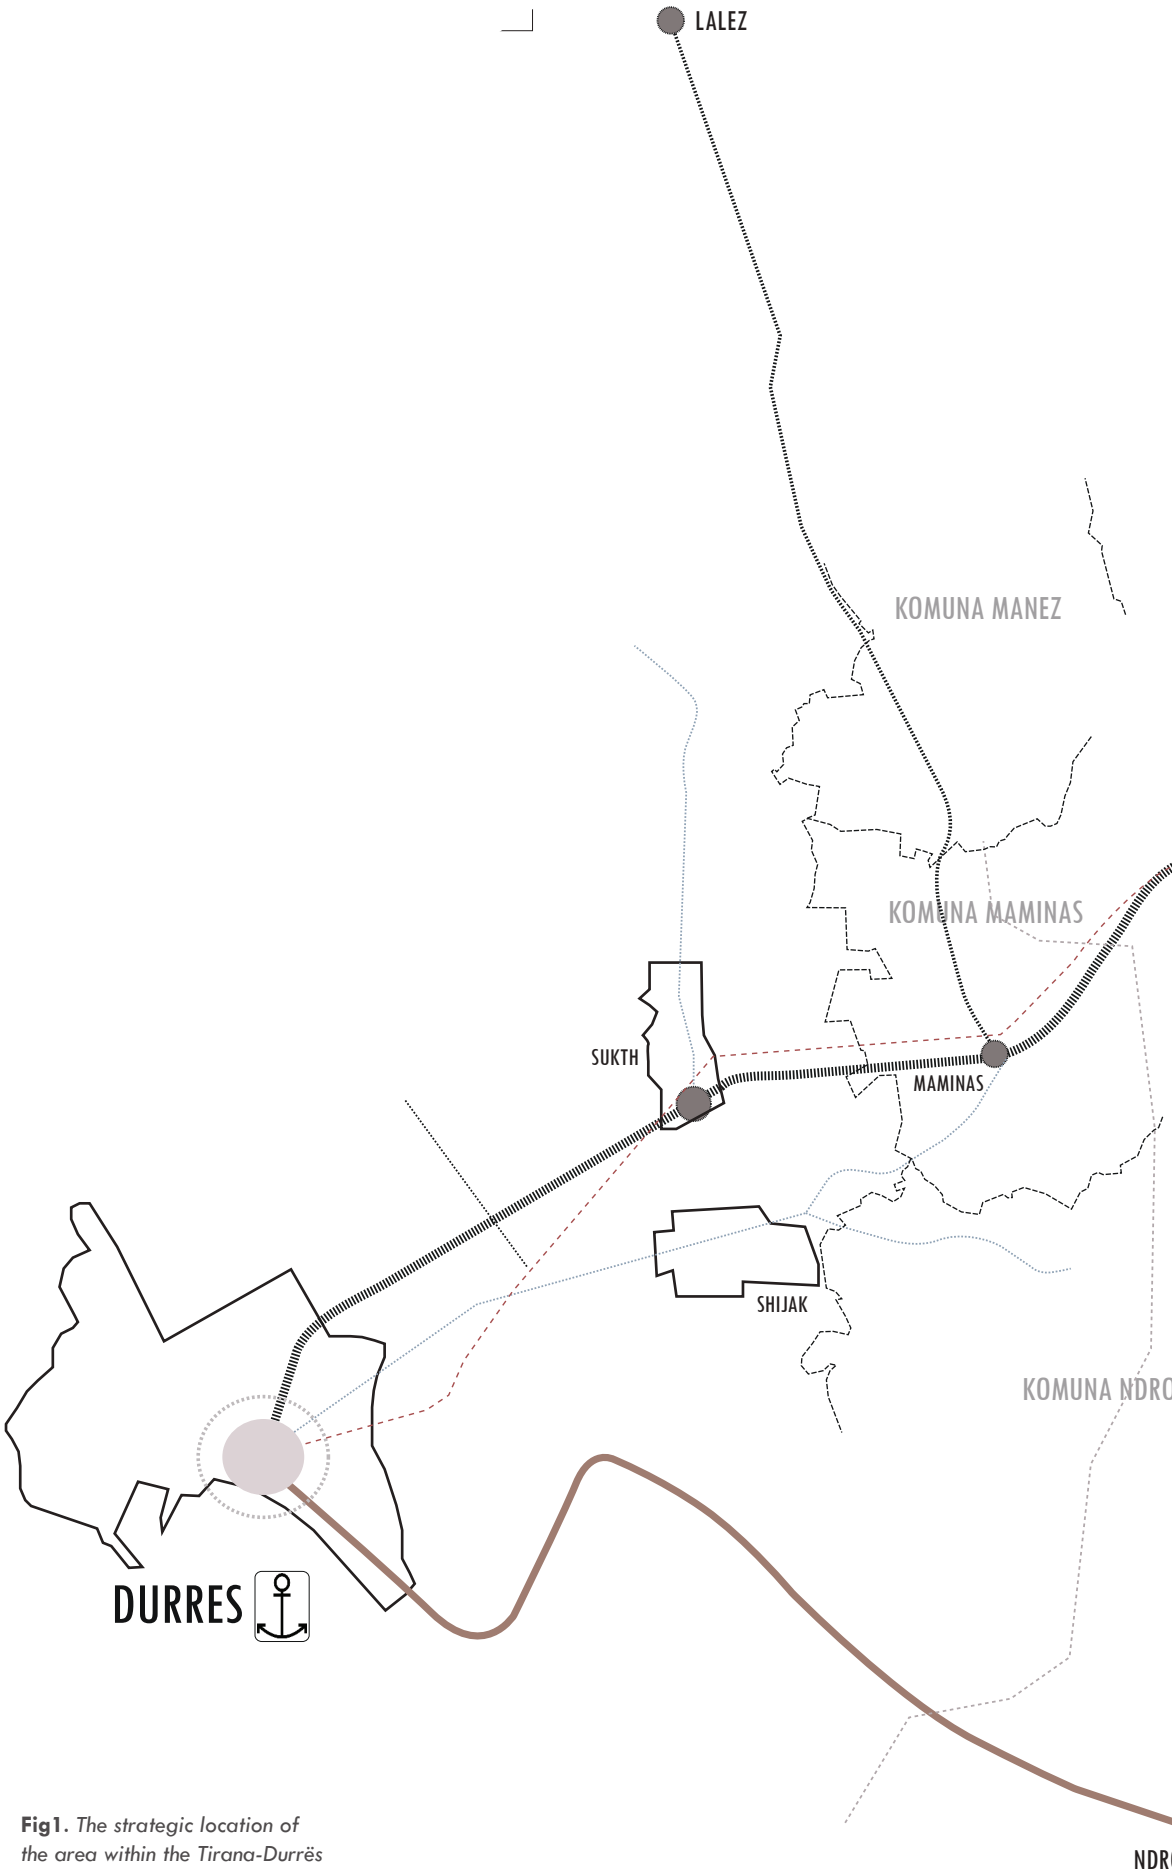 LALEZ
KOMUNA MANEZ
KOMUNA MAMINAS
SUKTH
MAMINAS
SHIJAK
KOMUNA NDRO
DURRES
Fig1. The strategic location of
the area within the Tirana-Durrës